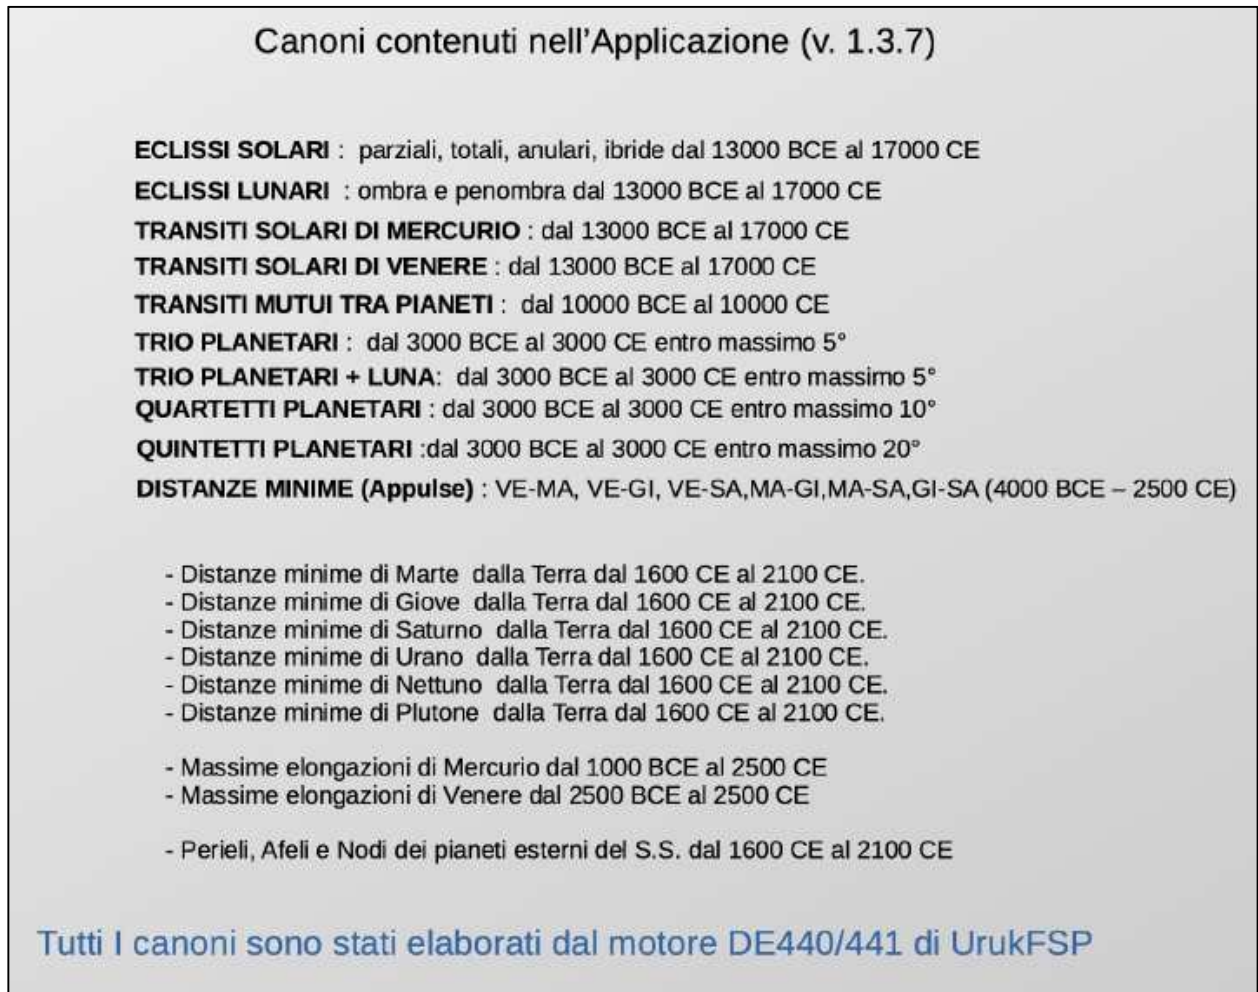 Canoni contenuti nell'Applicazione (v. 1.3.7)
ECLISSI SOLARI : parziali, totali, anulari, ibride dal 13000 BCE al 17000 CE
ECLISSI LUNARI : ombra e penombra dal 13000 BCE al 17000 CE
TRANSITI SOLARI DI MERCURIO : dal 13000 BCE al 17000 CE
TRANSITI SOLARI DI VENERE : dal 13000 BCE al 17000 CE
TRANSITI MUTUI TRA PIANETI : dal 10000 BCE al 10000 CE
TRIO PLANETARI : dal 3000 BCE al 3000 CE entro massimo 5°
TRIO PLANETARI + LUNA: dal 3000 BCE al 3000 CE entro massimo 5°
QUARTETTI PLANETARI : dal 3000 BCE al 3000 CE entro massimo 10°
QUINTETTI PLANETARI :dal 3000 BCE al 3000 CE entro massimo 20°
DISTANZE MINIME (Appulse) : VE-MA, VE-GI, VE-SA,MA-GI,MA-SA,GI-SA (4000 BCE – 2500 CE)
- Distanze minime di Marte dalla Terra dal 1600 CE al 2100 CE.
- Distanze minime di Giove dalla Terra dal 1600 CE al 2100 CE.
- Distanze minime di Saturno dalla Terra dal 1600 CE al 2100 CE.
- Distanze minime di Urano dalla Terra dal 1600 CE al 2100 CE.
- Distanze minime di Nettuno dalla Terra dal 1600 CE al 2100 CE.
- Distanze minime di Plutone dalla Terra dal 1600 CE al 2100 CE.
- Massime elongazioni di Mercurio dal 1000 BCE al 2500 CE
- Massime elongazioni di Venere dal 2500 BCE al 2500 CE
- Perieli, Afeli e Nodi dei pianeti esterni del S.S. dal 1600 CE al 2100 CE
Tutti I canoni sono stati elaborati dal motore DE440/441 di UrukFSP